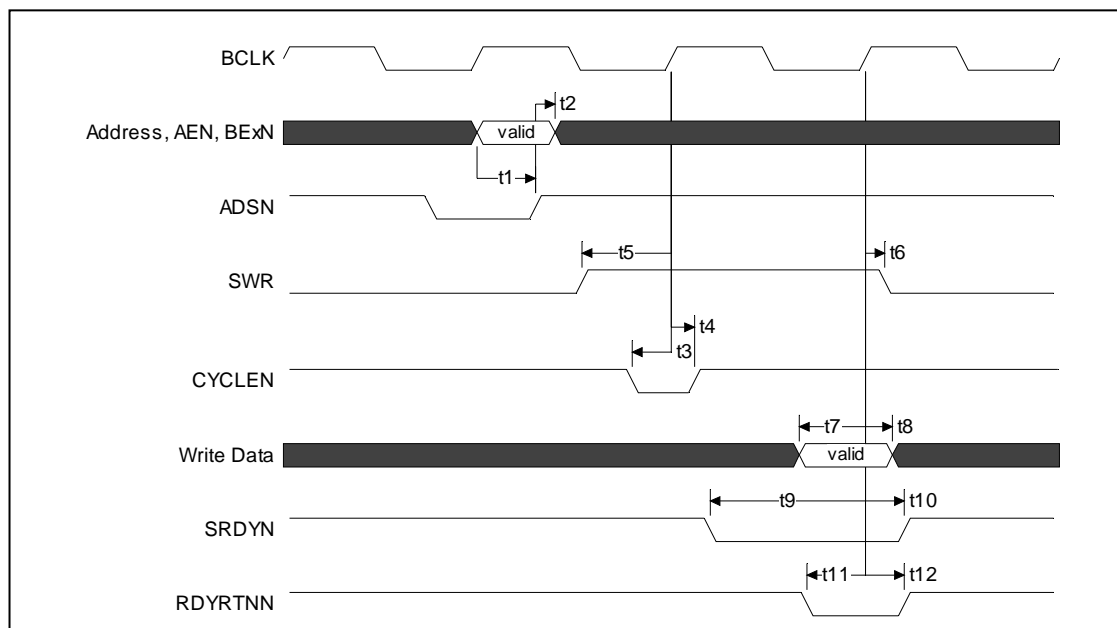 BCLK
t2
Address, AEN, BExN
valid
t1
ADSN
t5
t6
SWR
t4
t3
CYCLEN
t7
t8
Write Data
valid
t9
t10
SRDYN
t11
t12
RDYRTNN